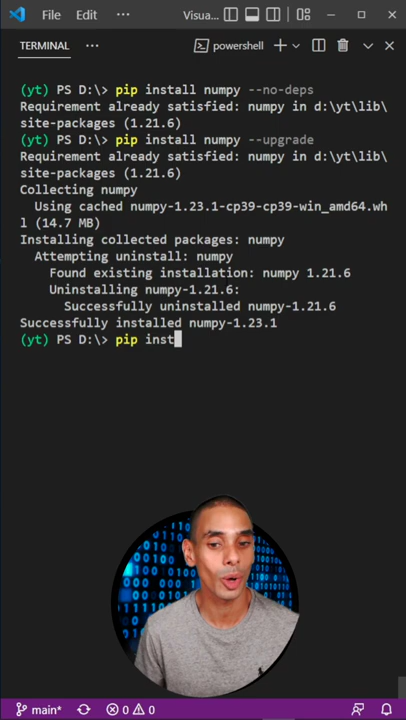 File Edit ··· Visua...
TERMINAL ··· powershell
(yt) PS D:\> pip install numpy --no-deps
Requirement already satisfied: numpy in d:\yt\lib\
site-packages (1.21.6)
(yt) PS D:\> pip install numpy --upgrade
Requirement already satisfied: numpy in d:\yt\lib\
site-packages (1.21.6)
Collecting numpy
Using cached numpy-1.23.1-cp39-cp39-win_amd64.wh
l (14.7 MB)
Installing collected packages: numpy
Attempting uninstall: numpy
Found existing installation: numpy 1.21.6
Uninstalling numpy-1.21.6:
Successfully uninstalled numpy-1.21.6
Successfully installed numpy-1.23.1
(yt) PS D:\> pip inst
main* 0 0